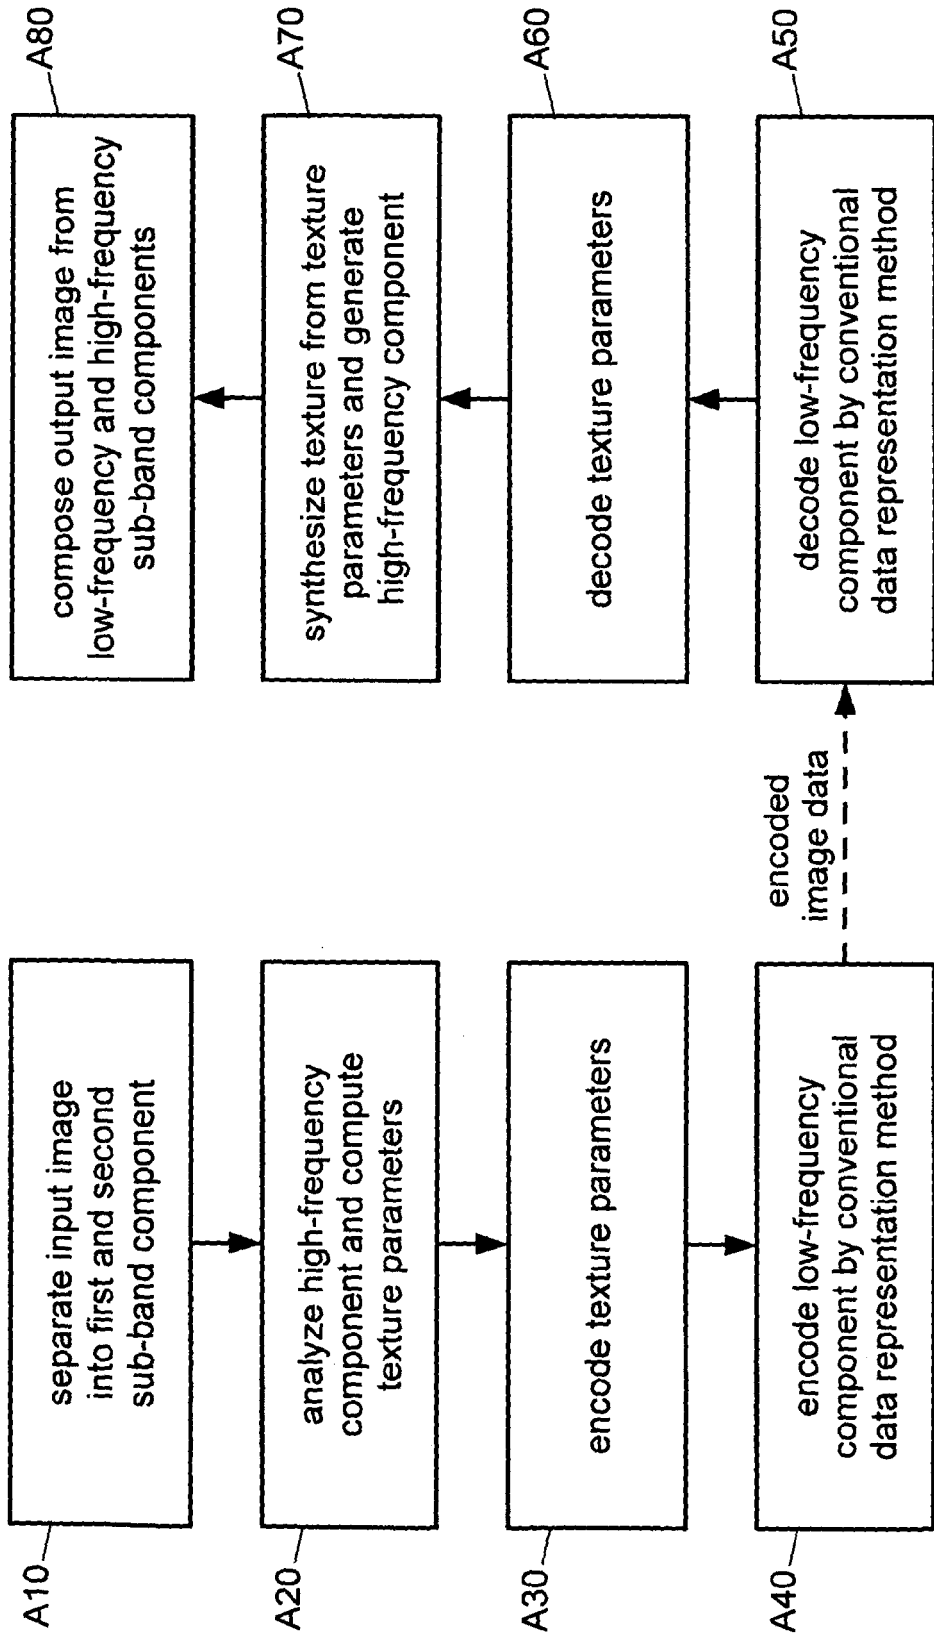 A10
separate input image
into first and second
sub-band component
A20
analyze high-frequency
component and compute
texture parameters
A30
encode texture parameters
A40
encode low-frequency
component by conventional
data representation method
encoded
image data
A50
decode low-frequency
component by conventional
data representation method
A60
decode texture parameters
A70
synthesize texture from texture
parameters and generate
high-frequency component
A80
compose output image from
low-frequency and high-frequency
sub-band components